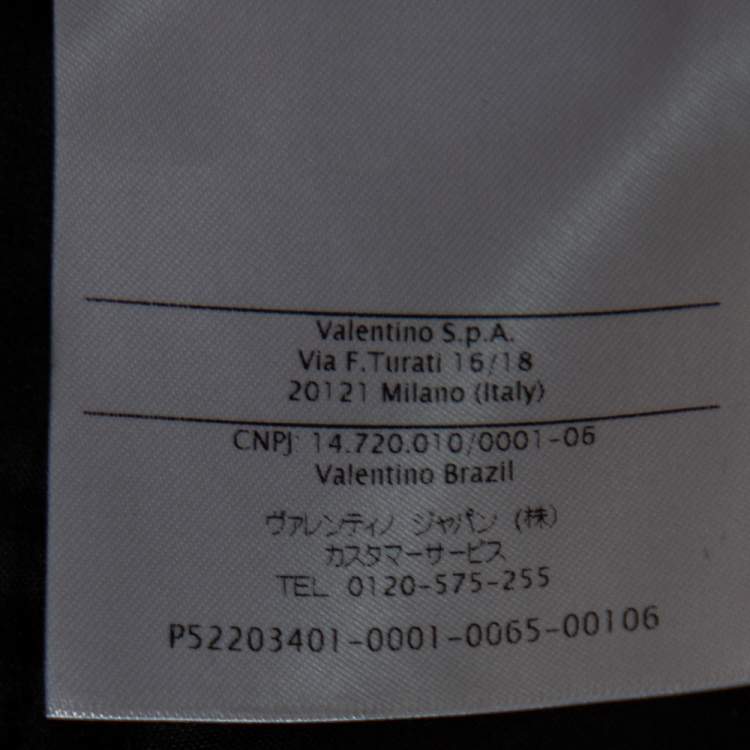 Valentino S.p.A.
Via F.Turati 16/18
20121 Milano (Italy)
CNPJ: 14.720.010/0001-06
Valentino Brazil
ヴァレンティノ ジャパン (株)
カスタマーサービス
TEL 0120-575-255
P52203401-0001-0065-00106